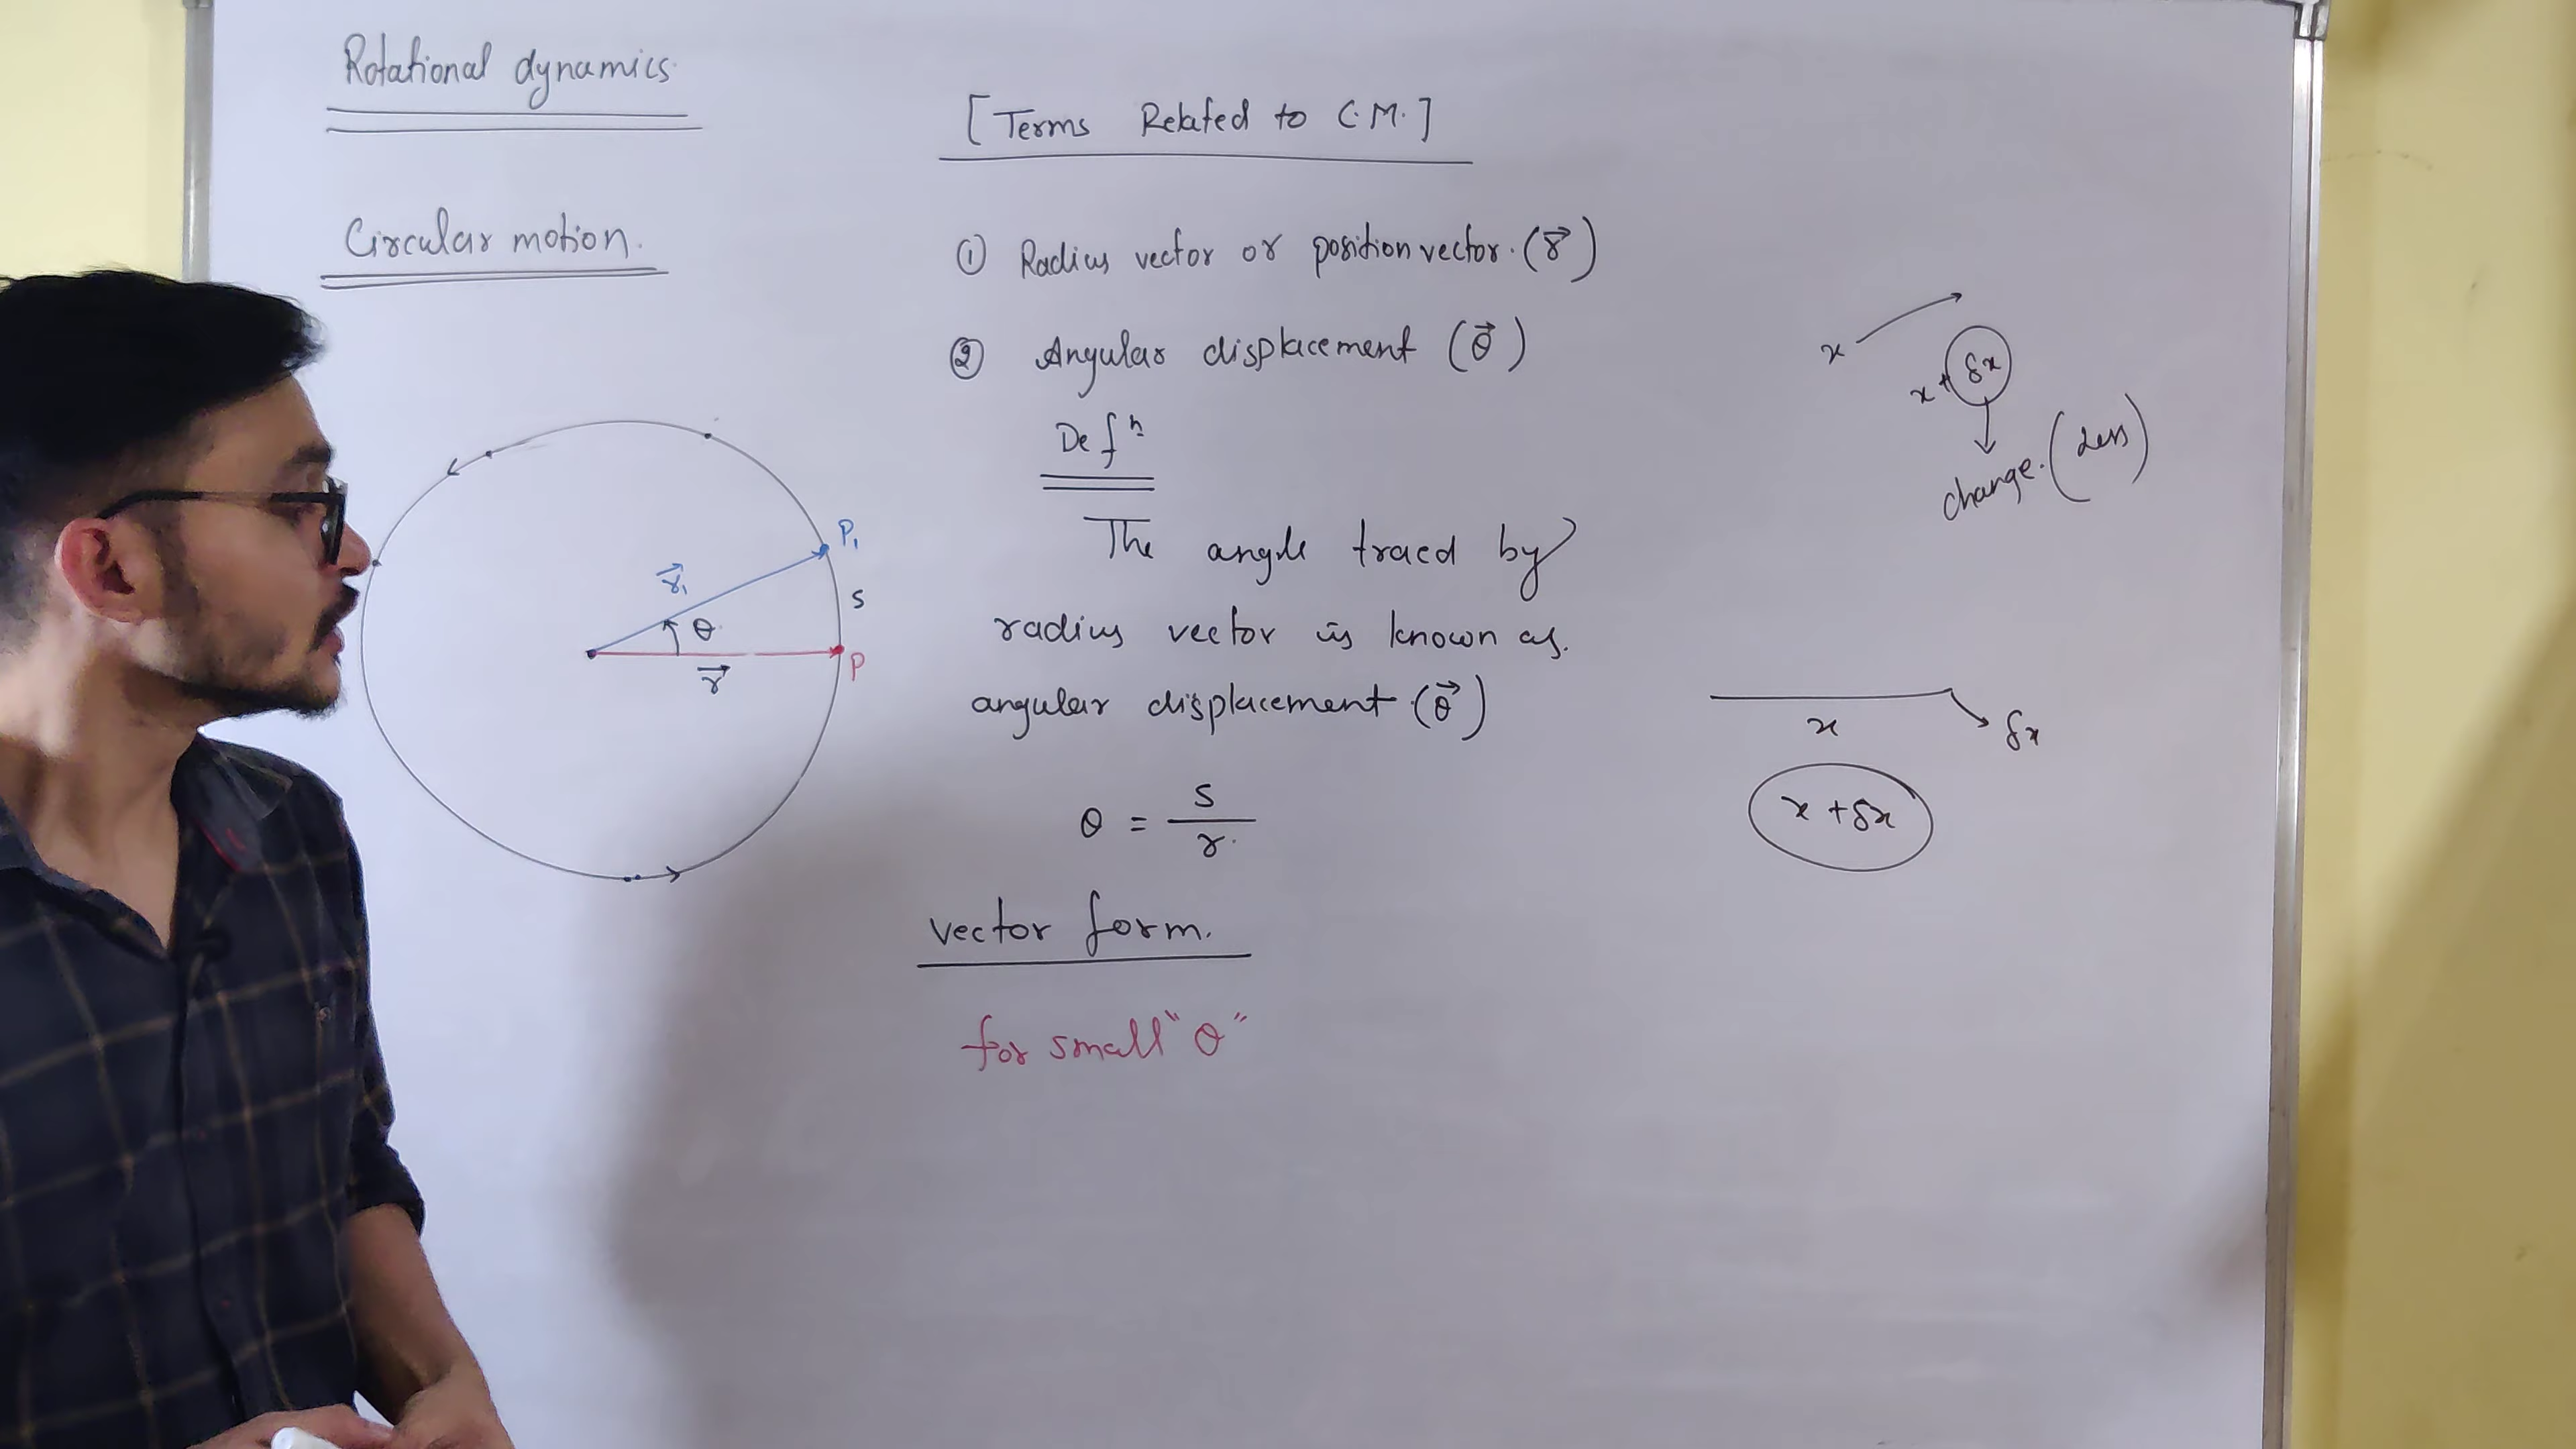 Rotational dynamics
Circular motion.
P₁
r⃗₁
s
θ
P
r⃗
[Terms Related to C.M.]
① Radius vector or position vector. (r⃗)
② Angular displacement (θ⃗)
Defⁿ
The angle traced by
radius vector is known as.
angular displacement (θ⃗)
θ = s/r.
vector form.
for small "θ"
x
x + δx
change. (less)
x
δx
x + δx